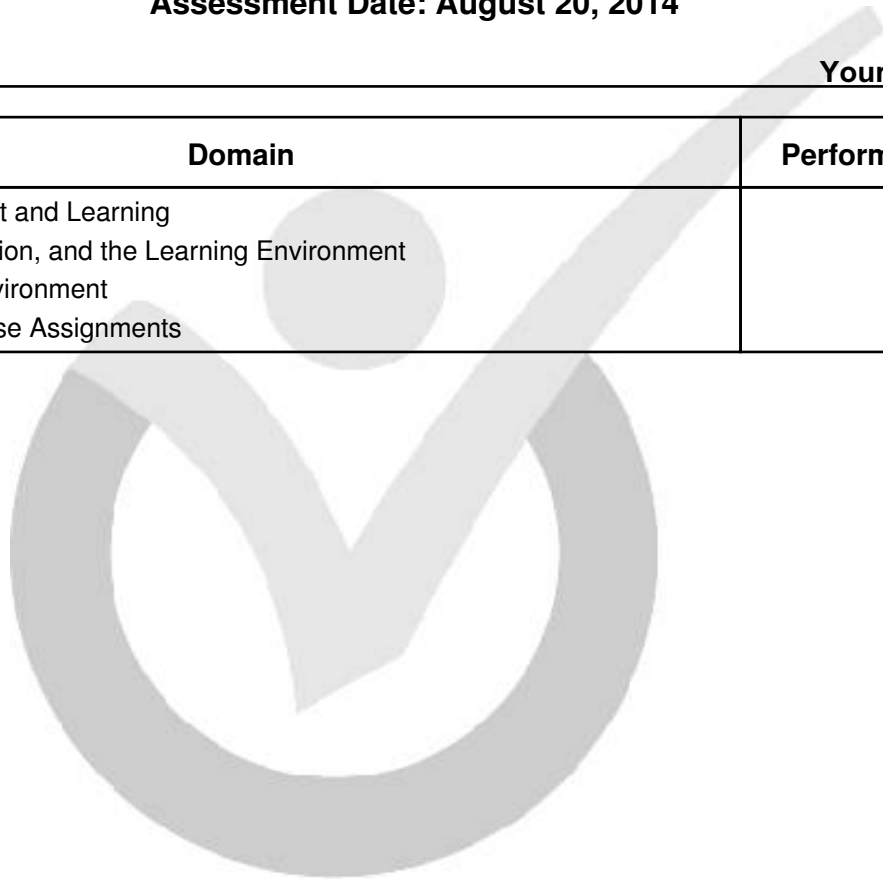 Assessment Date: August 20, 2014
Your
Domain Perform
t and Learning
ion, and the Learning Environment
vironment
se Assignments